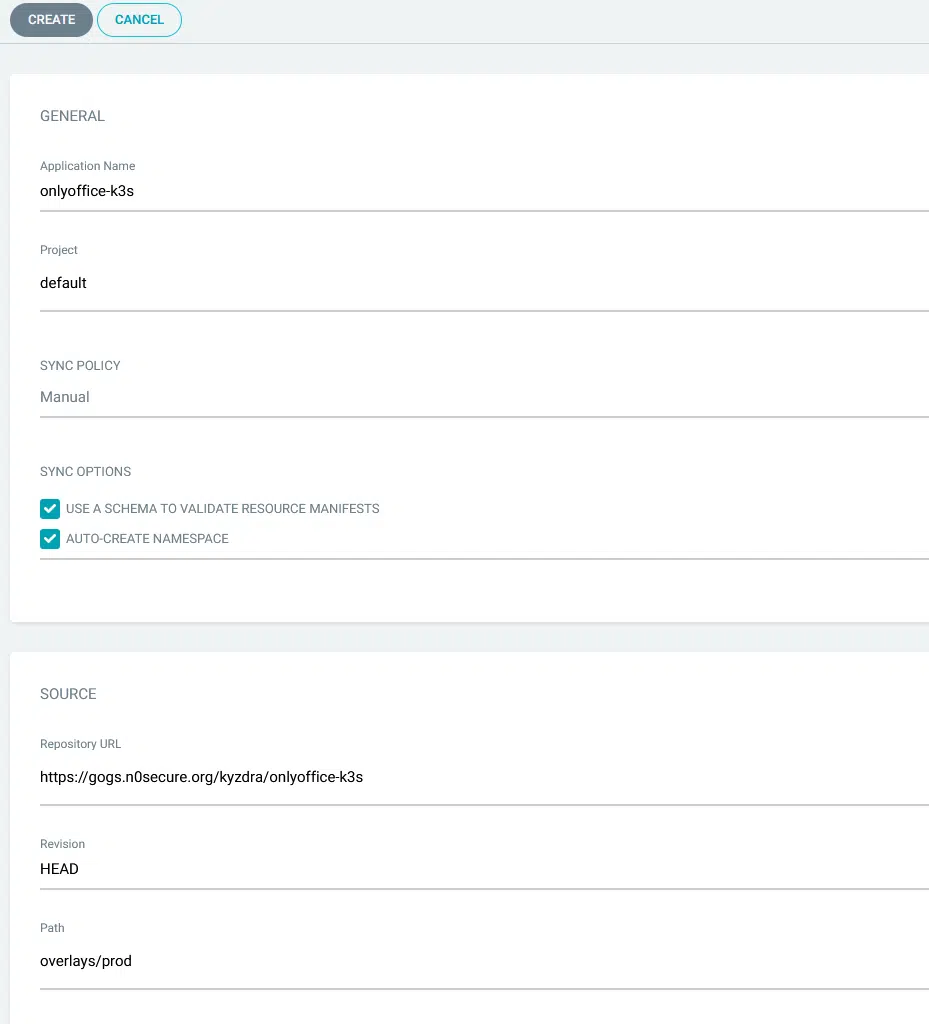 CREATE CANCEL
GENERAL
Application Name
onlyoffice-k3s
Project
default
SYNC POLICY
Manual
SYNC OPTIONS
USE A SCHEMA TO VALIDATE RESOURCE MANIFESTS
AUTO-CREATE NAMESPACE
SOURCE
Repository URL
https://gogs.n0secure.org/kyzdra/onlyoffice-k3s
Revision
HEAD
Path
overlays/prod